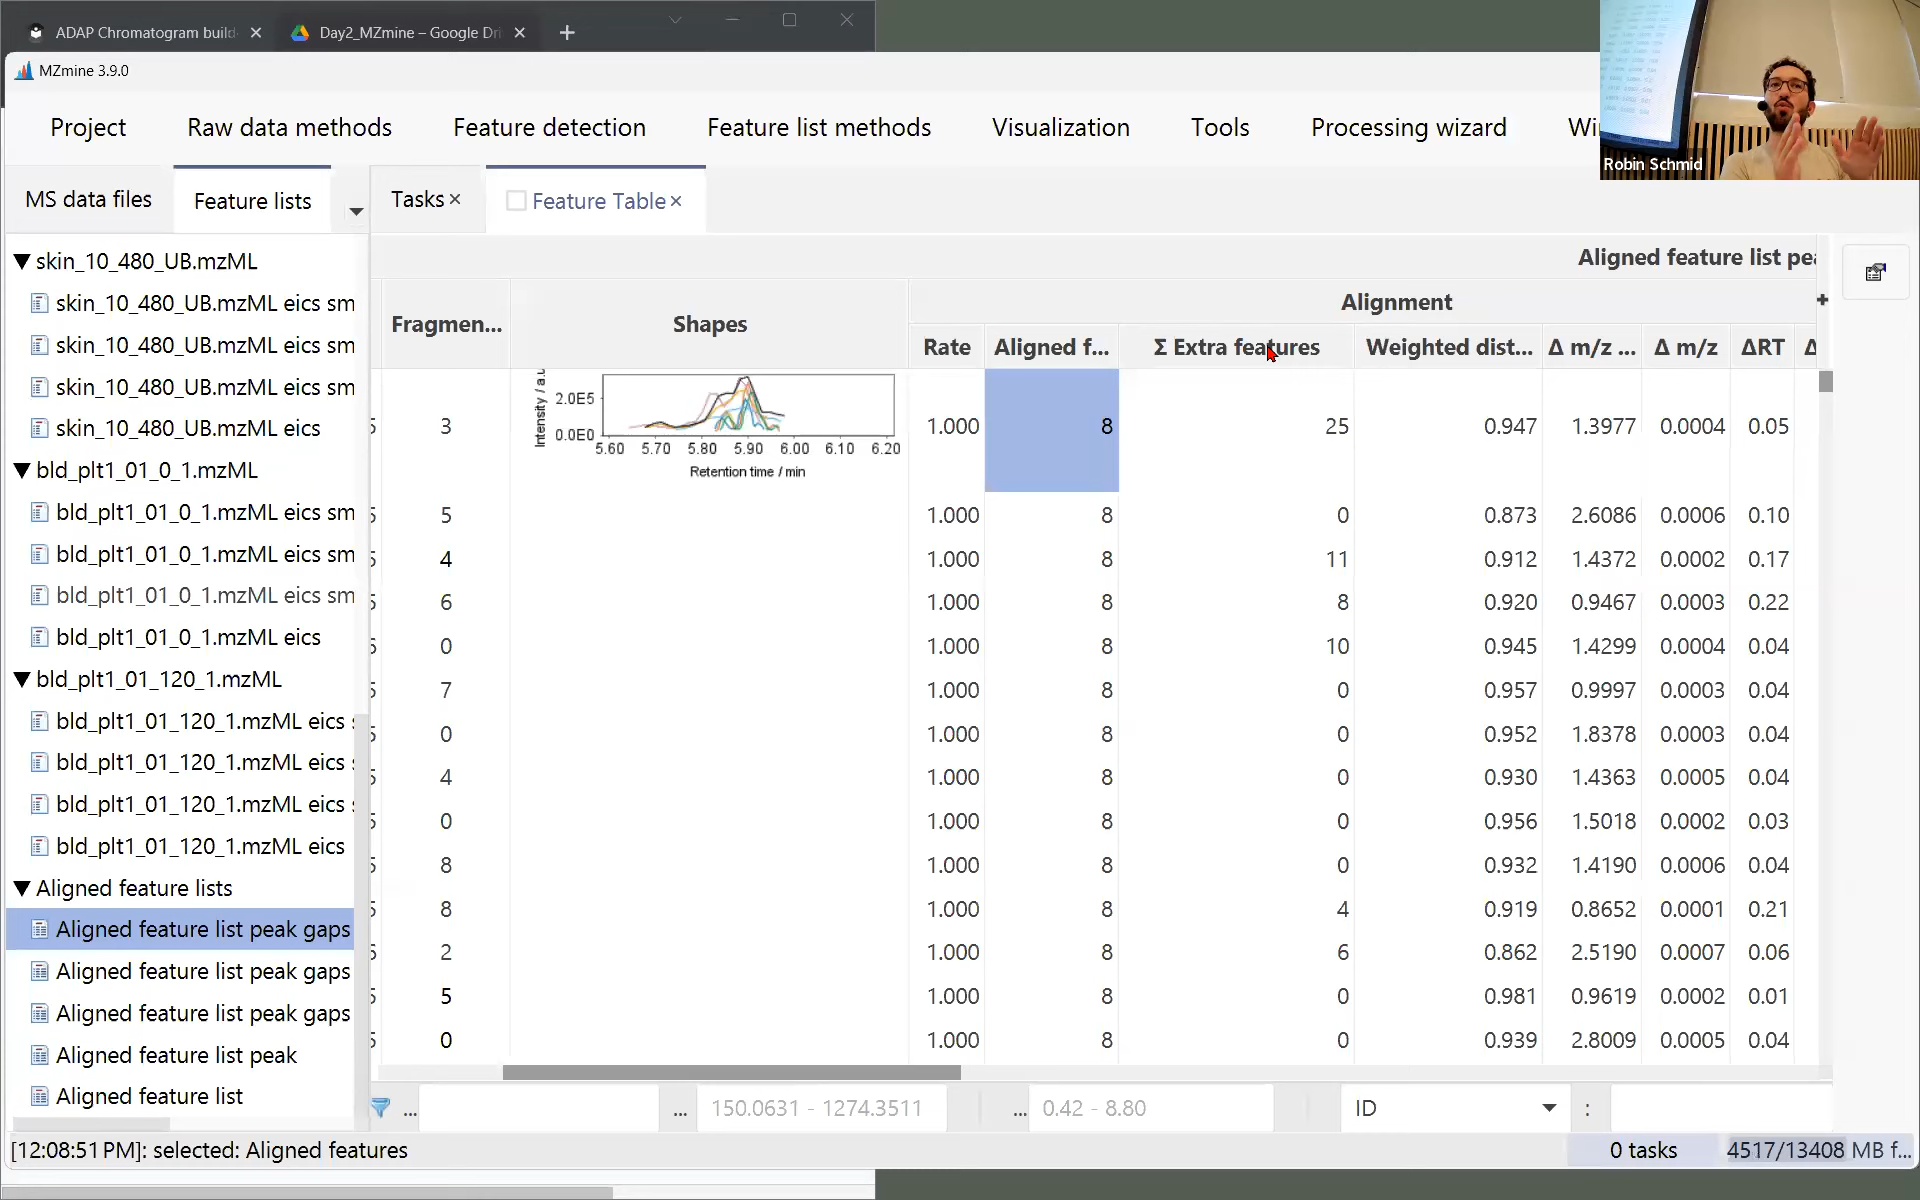 ADAP Chromatogram build
Day2_MZmine – Google Dri
MZmine 3.9.0
Project
Raw data methods
Feature detection
Feature list methods
Visualization
Tools
Processing wizard
Wi
Robin Schmid
MS data files
Feature lists
Tasks
Feature Table
skin_10_480_UB.mzML
skin_10_480_UB.mzML eics sm
skin_10_480_UB.mzML eics sm
skin_10_480_UB.mzML eics sm
skin_10_480_UB.mzML eics
bld_plt1_01_0_1.mzML
bld_plt1_01_0_1.mzML eics sm
bld_plt1_01_0_1.mzML eics sm
bld_plt1_01_0_1.mzML eics sm
bld_plt1_01_0_1.mzML eics
bld_plt1_01_120_1.mzML
bld_plt1_01_120_1.mzML eics
bld_plt1_01_120_1.mzML eics
bld_plt1_01_120_1.mzML eics
bld_plt1_01_120_1.mzML eics
Aligned feature lists
Aligned feature list peak gaps
Aligned feature list peak gaps
Aligned feature list peak gaps
Aligned feature list peak
Aligned feature list
Aligned feature list pea
Alignment +
Fragmen... Shapes Rate Aligned f... Σ Extra features Weighted dist... Δ m/z ... Δ m/z ΔRT Δ
Intensity / a.u
2.0E5
0.0E0
5.60 5.70 5.80 5.90 6.00 6.10 6.20
Retention time / min
3 1.000 8 25 0.947 1.3977 0.0004 0.05
5 1.000 8 0 0.873 2.6086 0.0006 0.10
4 1.000 8 11 0.912 1.4372 0.0002 0.17
6 1.000 8 8 0.920 0.9467 0.0003 0.22
0 1.000 8 10 0.945 1.4299 0.0004 0.04
7 1.000 8 0 0.957 0.9997 0.0003 0.04
0 1.000 8 0 0.952 1.8378 0.0003 0.04
4 1.000 8 0 0.930 1.4363 0.0005 0.04
0 1.000 8 0 0.956 1.5018 0.0002 0.03
8 1.000 8 0 0.932 1.4190 0.0006 0.04
8 1.000 8 4 0.919 0.8652 0.0001 0.21
2 1.000 8 6 0.862 2.5190 0.0007 0.06
5 1.000 8 0 0.981 0.9619 0.0002 0.01
0 1.000 8 0 0.939 2.8009 0.0005 0.04
... ... 150.0631 - 1274.3511 ... 0.42 - 8.80 ID :
[12:08:51 PM]: selected: Aligned features
0 tasks
4517/13408 MB f...